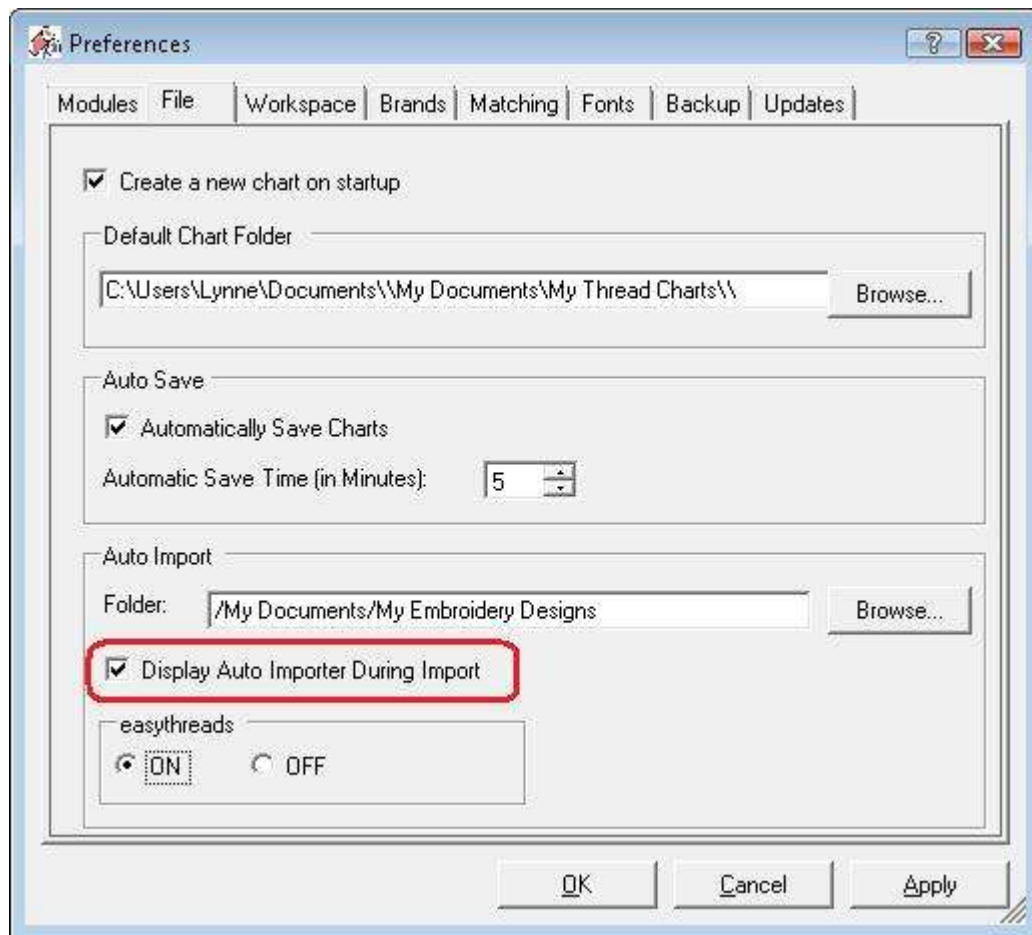 Preferences
Modules File Workspace Brands Matching Fonts Backup Updates
Create a new chart on startup
Default Chart Folder
C:\Users\Lynne\Documents\\My Documents\My Thread Charts\\ Browse...
Auto Save
Automatically Save Charts
Automatic Save Time (in Minutes): 5
Auto Import
Folder: /My Documents/My Embroidery Designs Browse...
Display Auto Importer During Import
easythreads
ON OFF
OK Cancel Apply